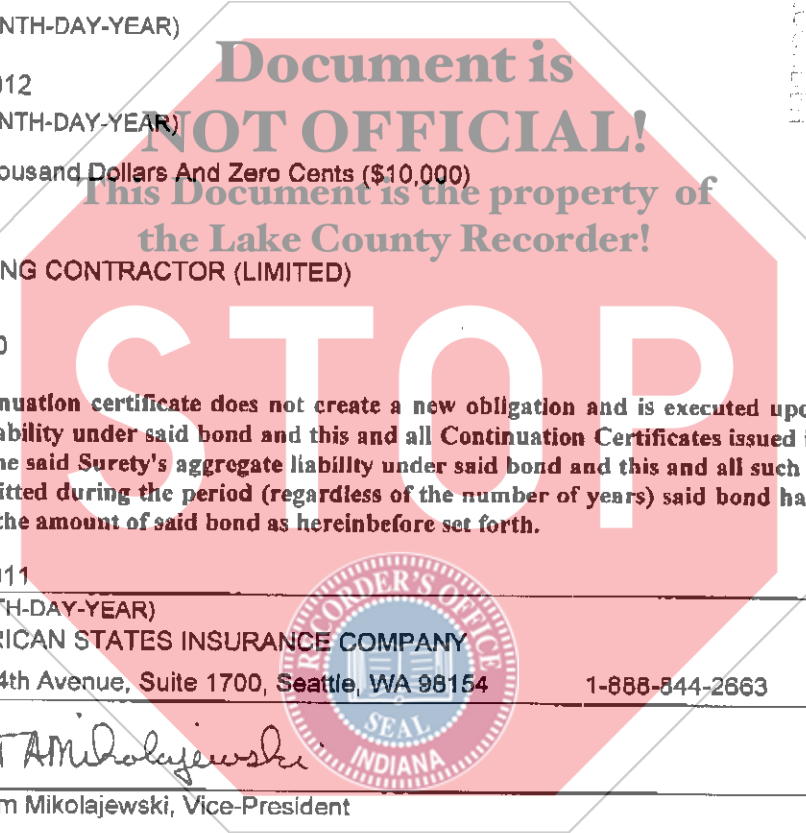 NTH-DAY-YEAR)
Document is
012
NTH-DAY-YEAR)
NOT OFFICIAL!
ousand Dollars And Zero Cents ($10,000)
This Document is the property of
the Lake County Recorder!
NG CONTRACTOR (LIMITED)
STOP
0
nuation certificate does not create a new obligation and is executed upo
ability under said bond and this and all Continuation Certificates issued i
he said Surety's aggregate liability under said bond and this and all such
itted during the period (regardless of the number of years) said bond ha
the amount of said bond as hereinbefore set forth.
011
TH-DAY-YEAR)
RICAN STATES INSURANCE COMPANY
4th Avenue, Suite 1700, Seattle, WA 98154 1-888-844-2663
RECORDER'S OFFICE
SEAL
INDIANA
TAMikolajewski
m Mikolajewski, Vice-President